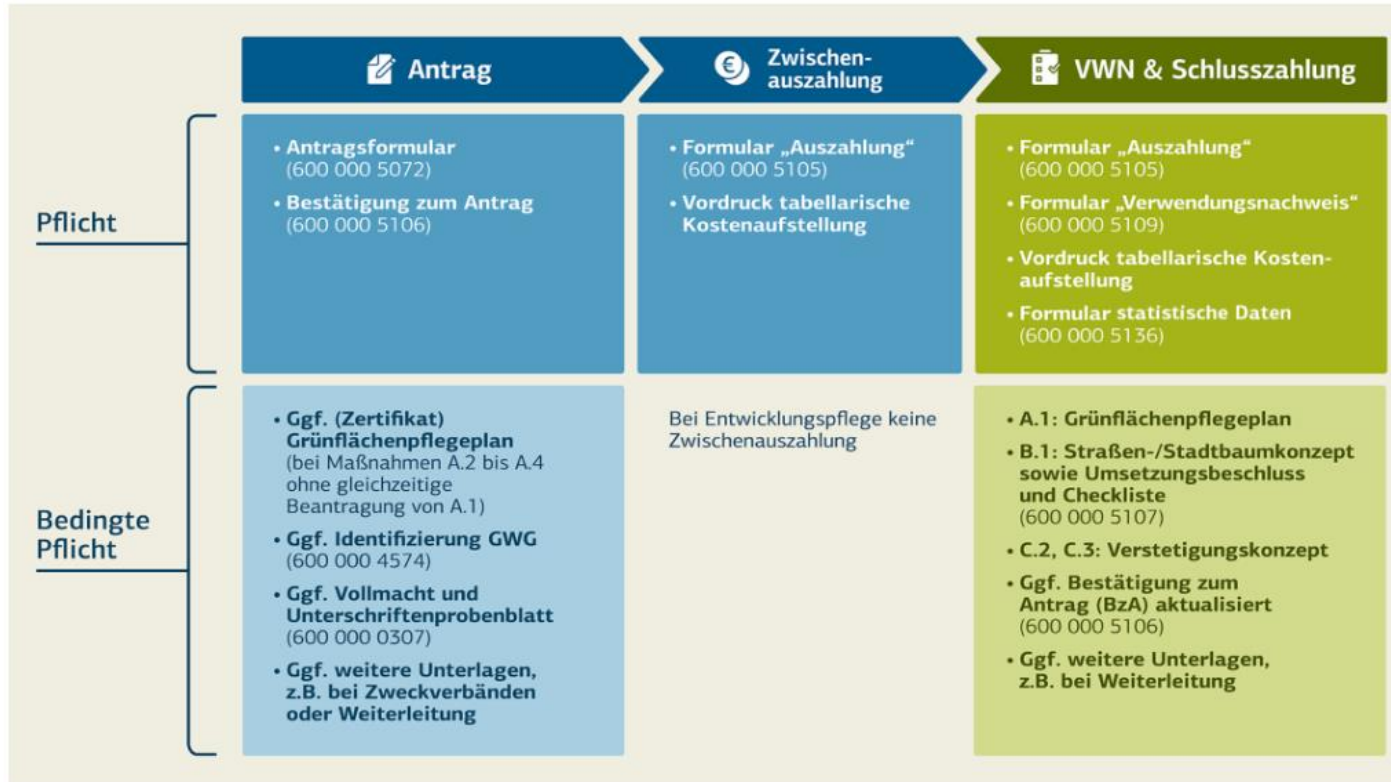 Antrag
Zwischen-
auszahlung
VWN & Schlusszahlung
Pflicht
• Antragsformular
(600 000 5072)
• Bestätigung zum Antrag
(600 000 5106)
• Formular „Auszahlung“
(600 000 5105)
• Vordruck tabellarische
Kostenaufstellung
• Formular „Auszahlung“
(600 000 5105)
• Formular „Verwendungsnachweis“
(600 000 5109)
• Vordruck tabellarische Kosten-
aufstellung
• Formular statistische Daten
(600 000 5136)
Bedingte
Pflicht
• Ggf. (Zertifikat)
Grünflächenpflegeplan
(bei Maßnahmen A.2 bis A.4
ohne gleichzeitige
Beantragung von A.1)
• Ggf. Identifizierung GWG
(600 000 4574)
• Ggf. Vollmacht und
Unterschriftenprobenblatt
(600 000 0307)
• Ggf. weitere Unterlagen,
z.B. bei Zweckverbänden
oder Weiterleitung
Bei Entwicklungspflege keine
Zwischenauszahlung
• A.1: Grünflächenpflegeplan
• B.1: Straßen-/Stadtbaumkonzept
sowie Umsetzungsbeschluss
und Checkliste
(600 000 5107)
• C.2, C.3: Verstetigungskonzept
• Ggf. Bestätigung zum
Antrag (BzA) aktualisiert
(600 000 5106)
• Ggf. weitere Unterlagen,
z.B. bei Weiterleitung